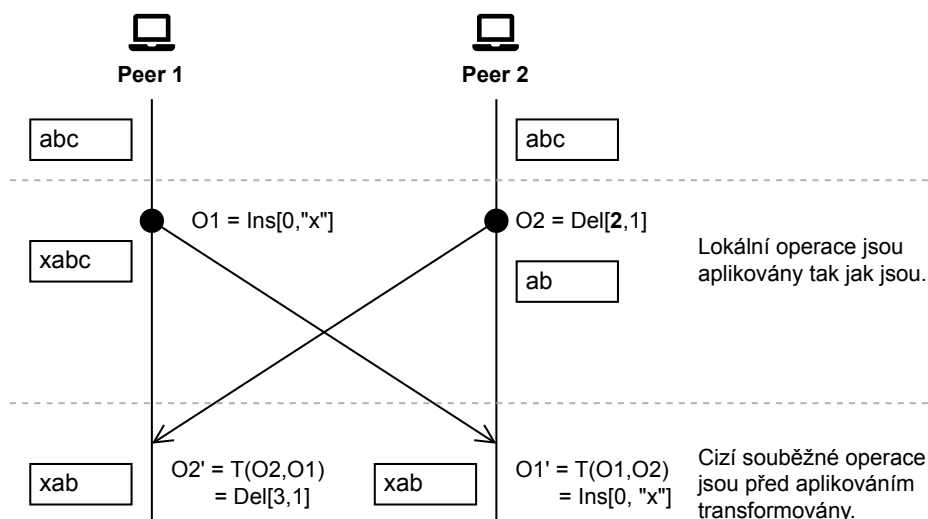 Peer 1
Peer 2
abc
abc
O1 = Ins[0,"x"]
O2 = Del[2,1]
xabc
ab
Lokální operace jsou
aplikovány tak jak jsou.
xab
O2' = T(O2,O1)
= Del[3,1]
xab
O1' = T(O1,O2)
= Ins[0, "x"]
Cizí souběžné operace
jsou před aplikováním
transformovány.